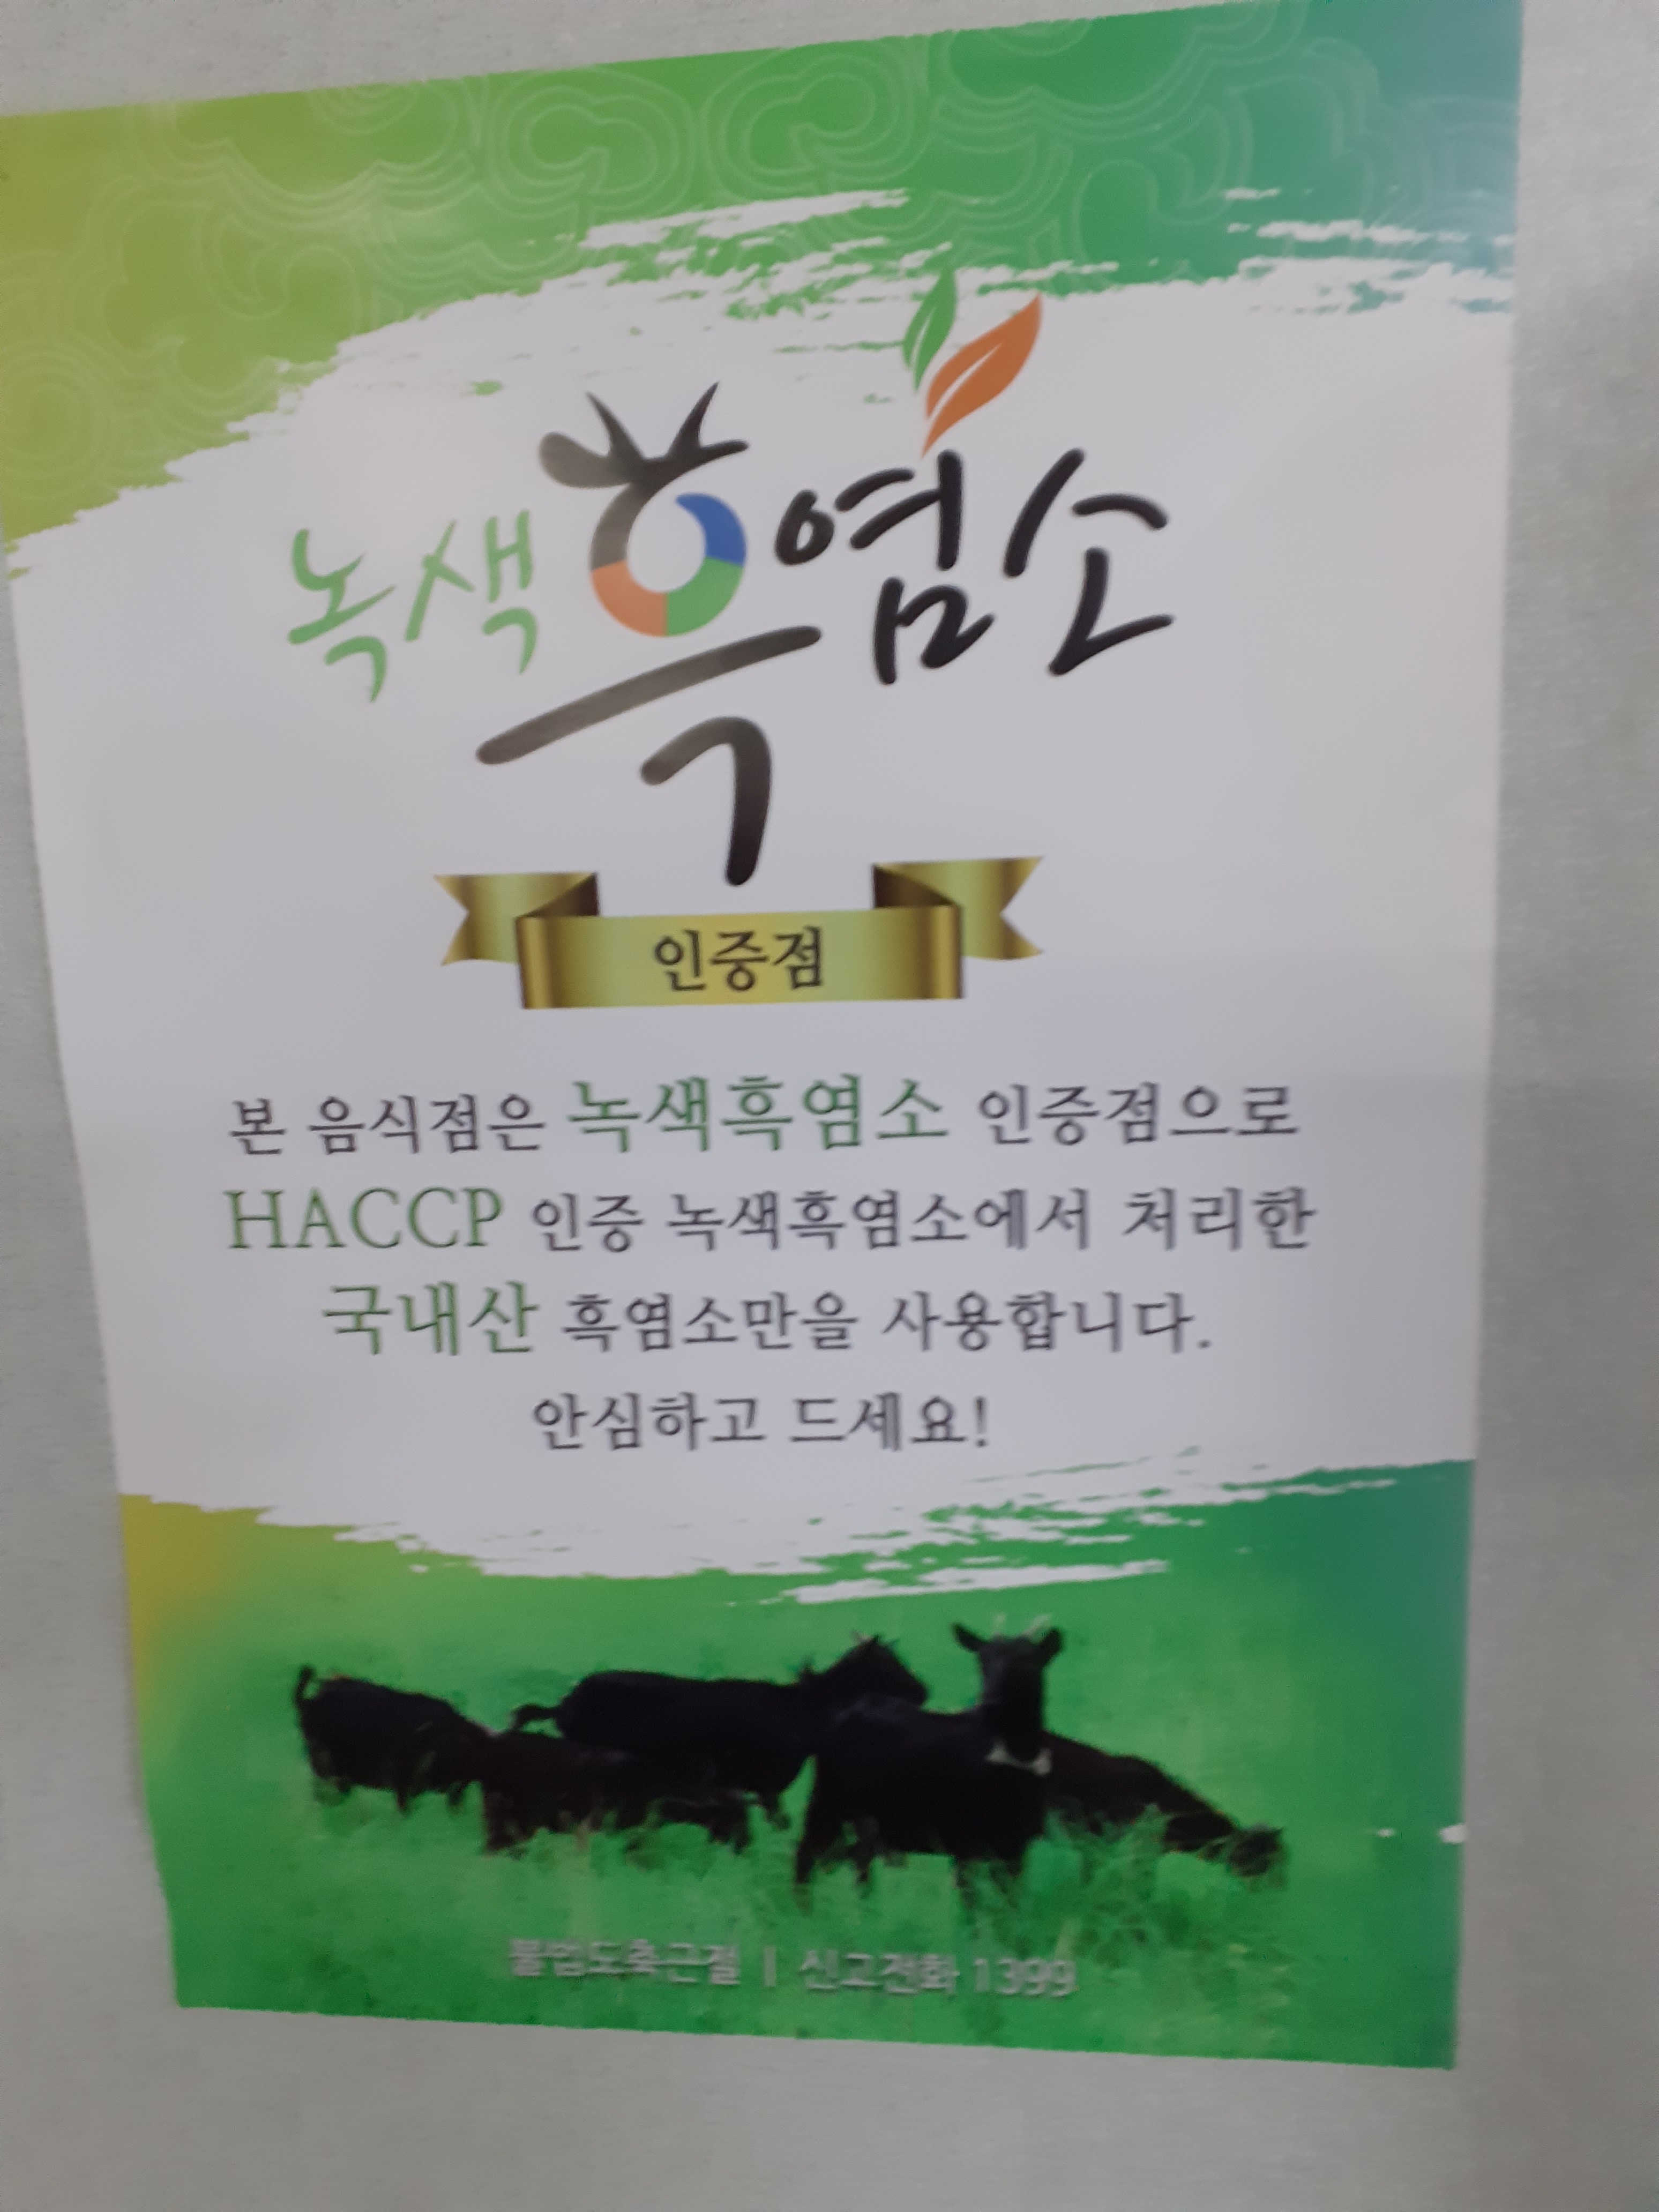 녹색흑염소
인증점
본 음식점은 녹색흑염소 인증점으로
HACCP 인증 녹색흑염소에서 처리한
국내산 흑염소만을 사용합니다.
안심하고 드세요!
불법도축근절 | 신고전화 1399